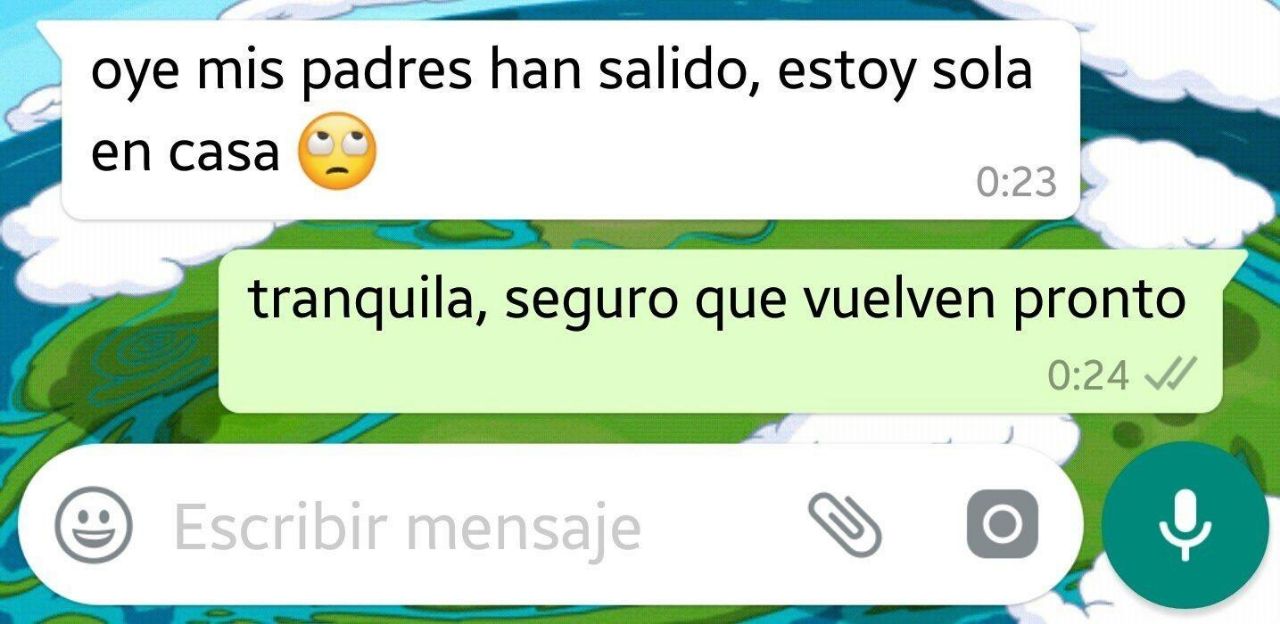 oye mis padres han salido, estoy sola
en casa 🙄
0:23
tranquila, seguro que vuelven pronto
0:24
Escribir mensaje